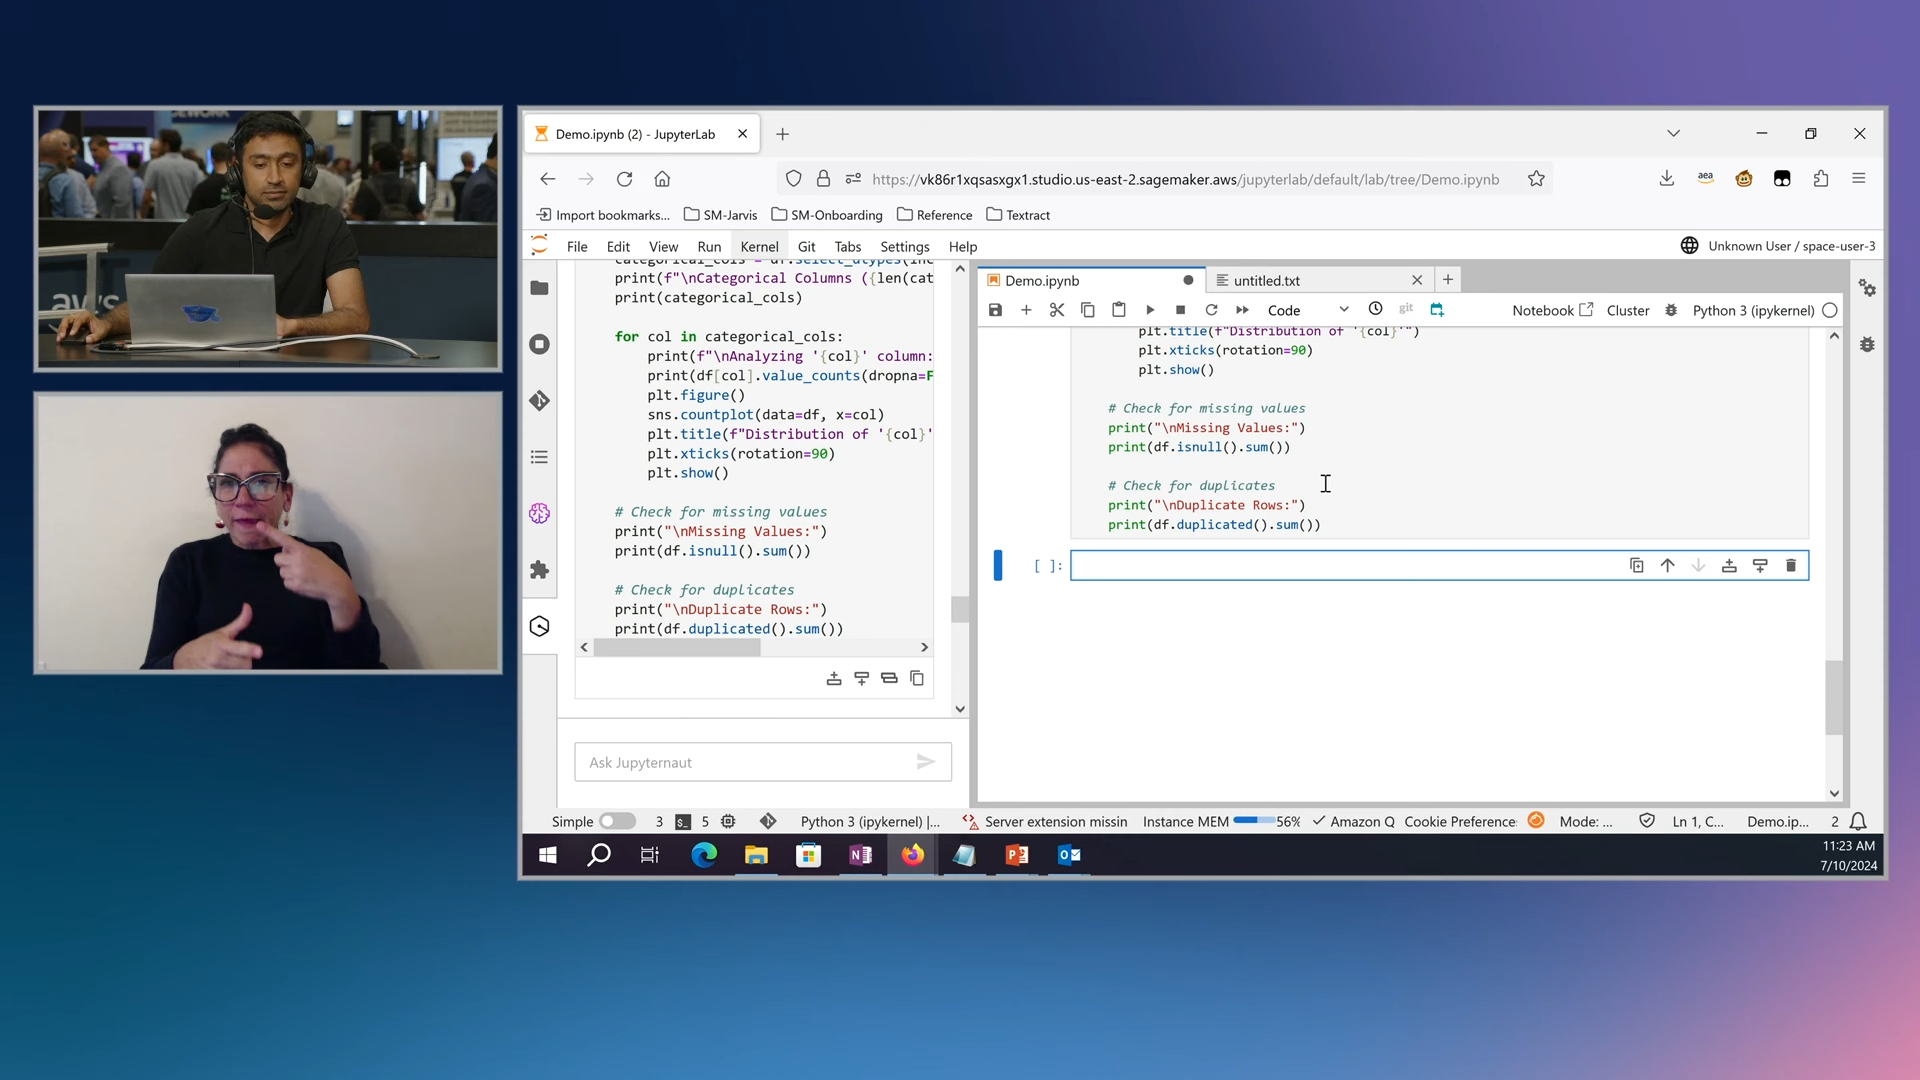 aws
Demo.ipynb (2) - JupyterLab
https://vk86r1xqsasxgx1.studio.us-east-2.sagemaker.aws/jupyterlab/default/lab/tree/Demo.ipynb
aea
Import bookmarks...
SM-Jarvis
SM-Onboarding
Reference
Textract
File Edit View Run Kernel Git Tabs Settings Help
Unknown User / space-user-3
print(f"\nCategorical Columns ({len(cat
print(categorical_cols)
for col in categorical_cols:
print(f"\nAnalyzing '{col}' column:
print(df[col].value_counts(dropna=F
plt.figure()
sns.countplot(data=df, x=col)
plt.title(f"Distribution of '{col}'
plt.xticks(rotation=90)
plt.show()
# Check for missing values
print("\nMissing Values:")
print(df.isnull().sum())
# Check for duplicates
print("\nDuplicate Rows:")
print(df.duplicated().sum())
Ask Jupyternaut
Demo.ipynb
untitled.txt
Code
git
Notebook
Cluster
Python 3 (ipykernel)
plt.title(f"Distribution of '{col}'")
plt.xticks(rotation=90)
plt.show()
# Check for missing values
print("\nMissing Values:")
print(df.isnull().sum())
# Check for duplicates
print("\nDuplicate Rows:")
print(df.duplicated().sum())
[ ]:
Simple 3 5 Python 3 (ipykernel) |... Server extension missin Instance MEM 56% Amazon Q Cookie Preference: Mode: ... Ln 1, C... Demo.ip... 2
11:23 AM
7/10/2024